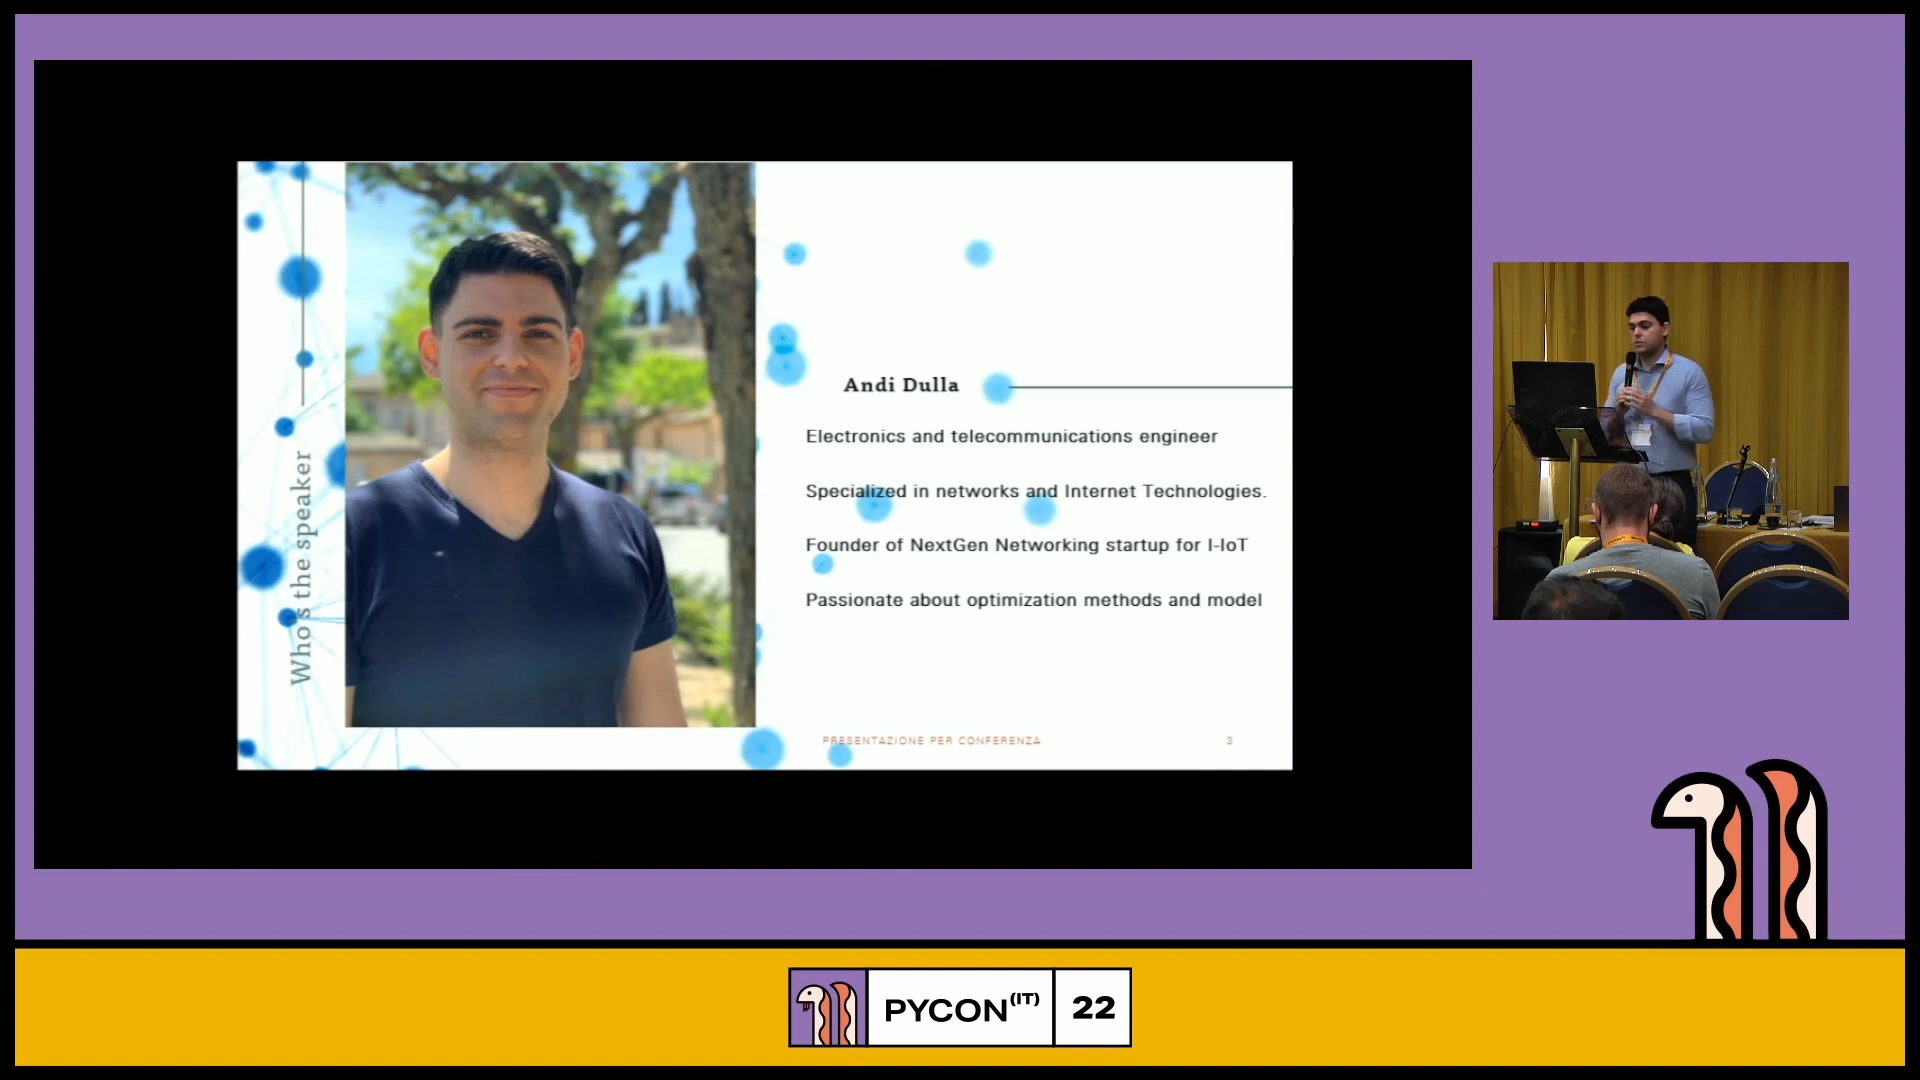 Who's the speaker
Andi Dulla
Electronics and telecommunications engineer
Specialized in networks and Internet Technologies.
Founder of NextGen Networking startup for I-IoT
Passionate about optimization methods and model
PRESENTAZIONE PER CONFERENZA
3
PYCON(IT) 22